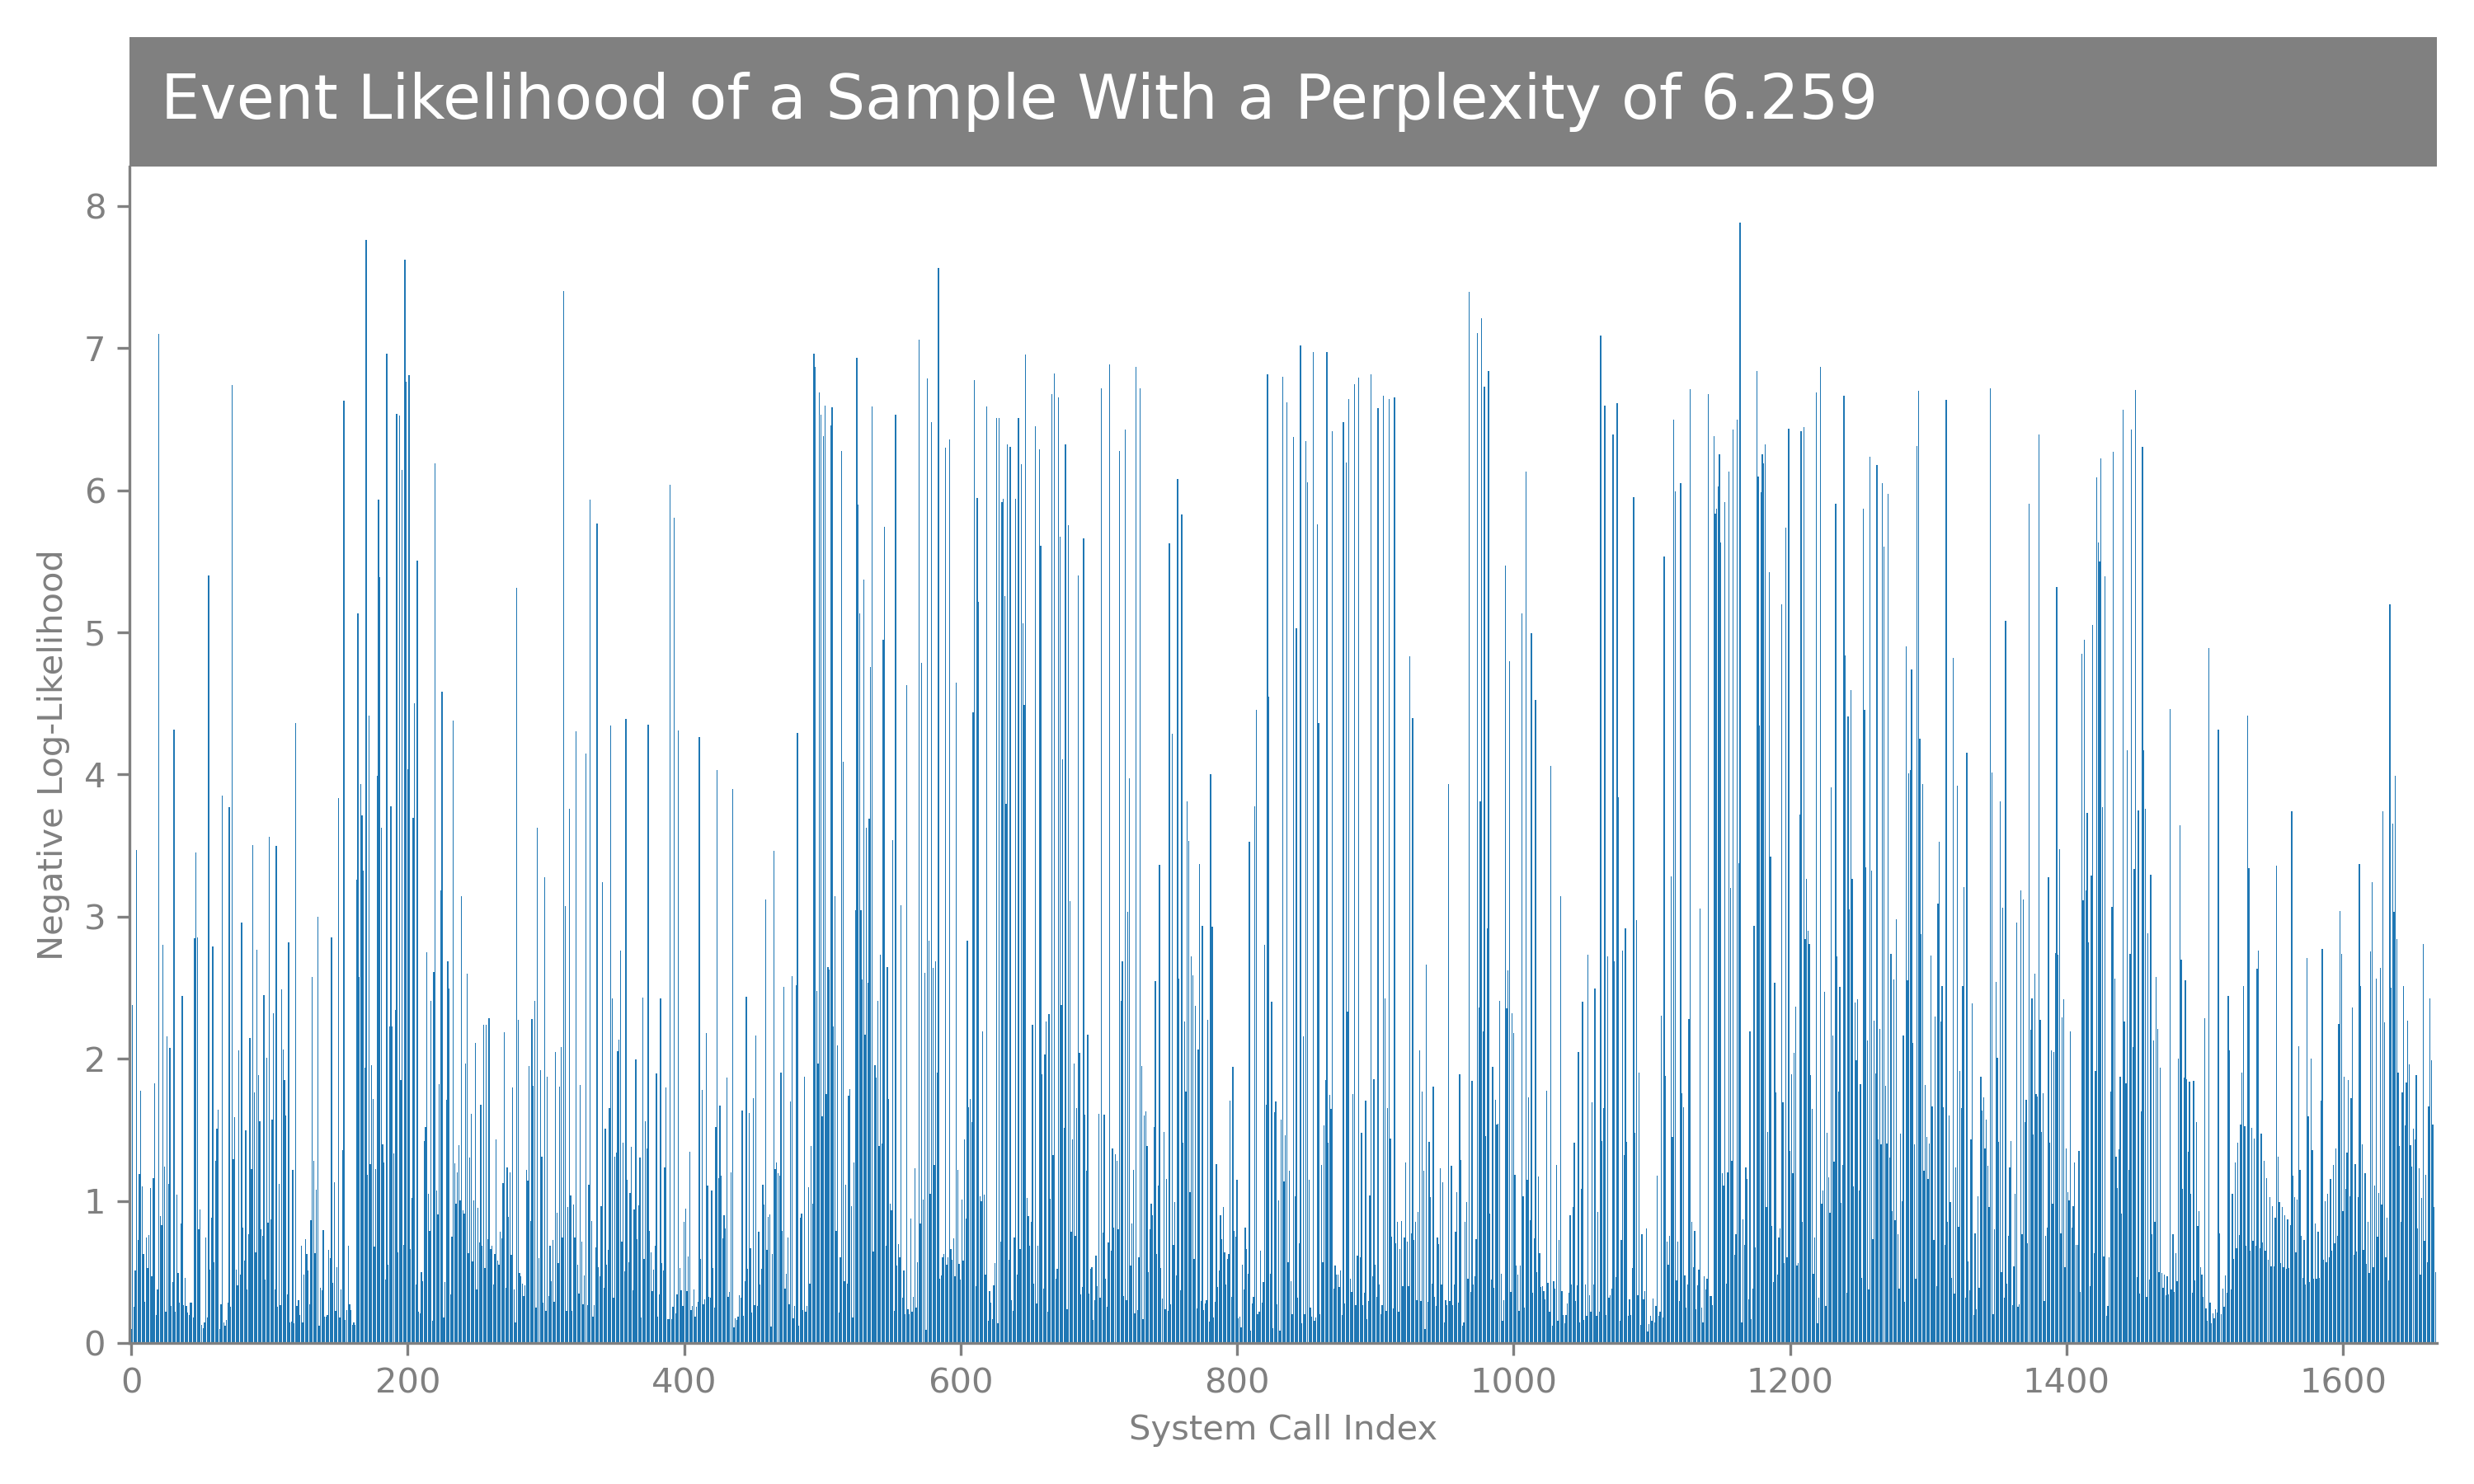 Event Likelihood of a Sample With a Perplexity of 6.259
8
7
6
5
4
3
2
1
0
Negative Log-Likelihood
0 200 400 600 800 1000 1200 1400 1600
System Call Index